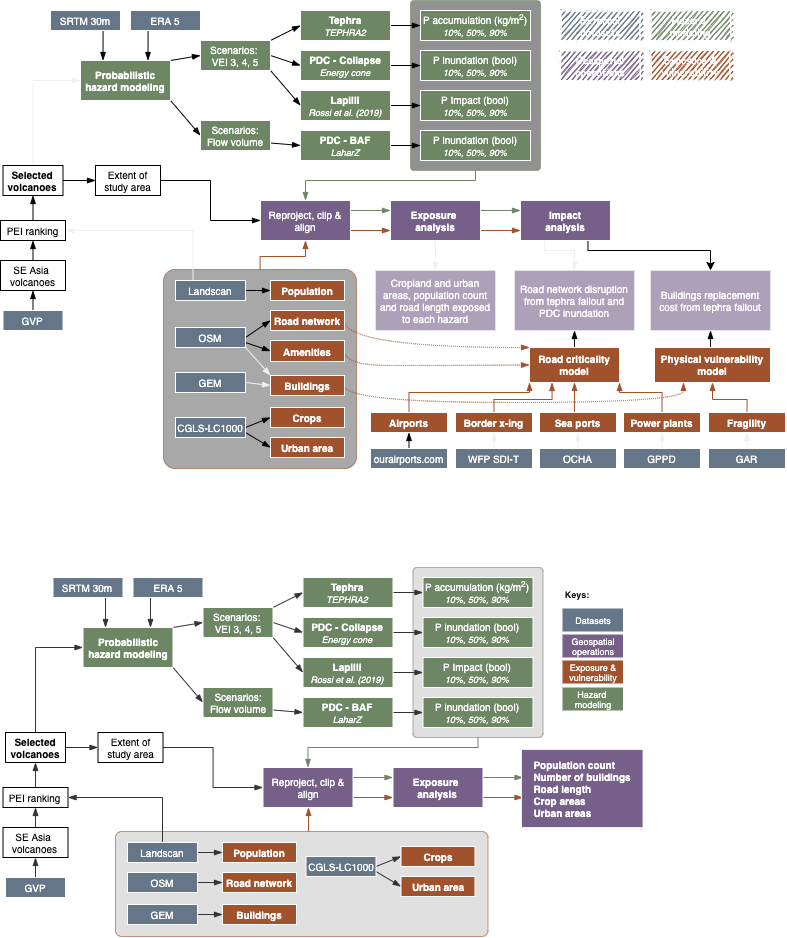 SRTM 30m
ERA 5
Probabilistic
hazard modeling
Scenarios:
VEI 3, 4, 5
Scenarios:
Flow volume
Tephra
TEPHRA2
PDC - Collapse
Energy cone
Lapilli
Rossi et al. (2019)
PDC - BAF
LaharZ
P accumulation (kg/m2)
10%, 50%, 90%
P inundation (bool)
10%, 50%, 90%
P Impact (bool)
10%, 50%, 90%
P inundation (bool)
10%, 50%, 90%
Selected
volcanoes
Extent of
study area
PEI ranking
SE Asia
volcanoes
GVP
Reproject, clip &
align
Exposure
analysis
Impact
analysis
Landscan
Population
OSM
Road network
Amenities
GEM
Buildings
CGLS-LC1000
Crops
Urban area
Cropland and urban
areas, population count
and road length exposed
to each hazard
Road network disruption
from tephra fallout and
PDC inundation
Buildings replacement
cost from tephra fallout
Road criticality
model
Physical vulnerability
model
Airports
Border x-ing
Sea ports
Power plants
Fragility
ourairports.com
WFP SDI-T
OCHA
GPPD
GAR
SRTM 30m
ERA 5
Probabilistic
hazard modeling
Scenarios:
VEI 3, 4, 5
Scenarios:
Flow volume
Tephra
TEPHRA2
PDC - Collapse
Energy cone
Lapilli
Rossi et al. (2019)
PDC - BAF
LaharZ
P accumulation (kg/m2)
10%, 50%, 90%
P inundation (bool)
10%, 50%, 90%
P Impact (bool)
10%, 50%, 90%
P inundation (bool)
10%, 50%, 90%
Keys:
Datasets
Geospatial
operations
Exposure &
vulnerability
Hazard
modeling
Selected
volcanoes
Extent of
study area
PEI ranking
SE Asia
volcanoes
GVP
Reproject, clip &
align
Exposure
analysis
Population count
Number of buildings
Road length
Crop areas
Urban areas
Landscan
Population
OSM
Road network
GEM
Buildings
CGLS-LC1000
Crops
Urban area